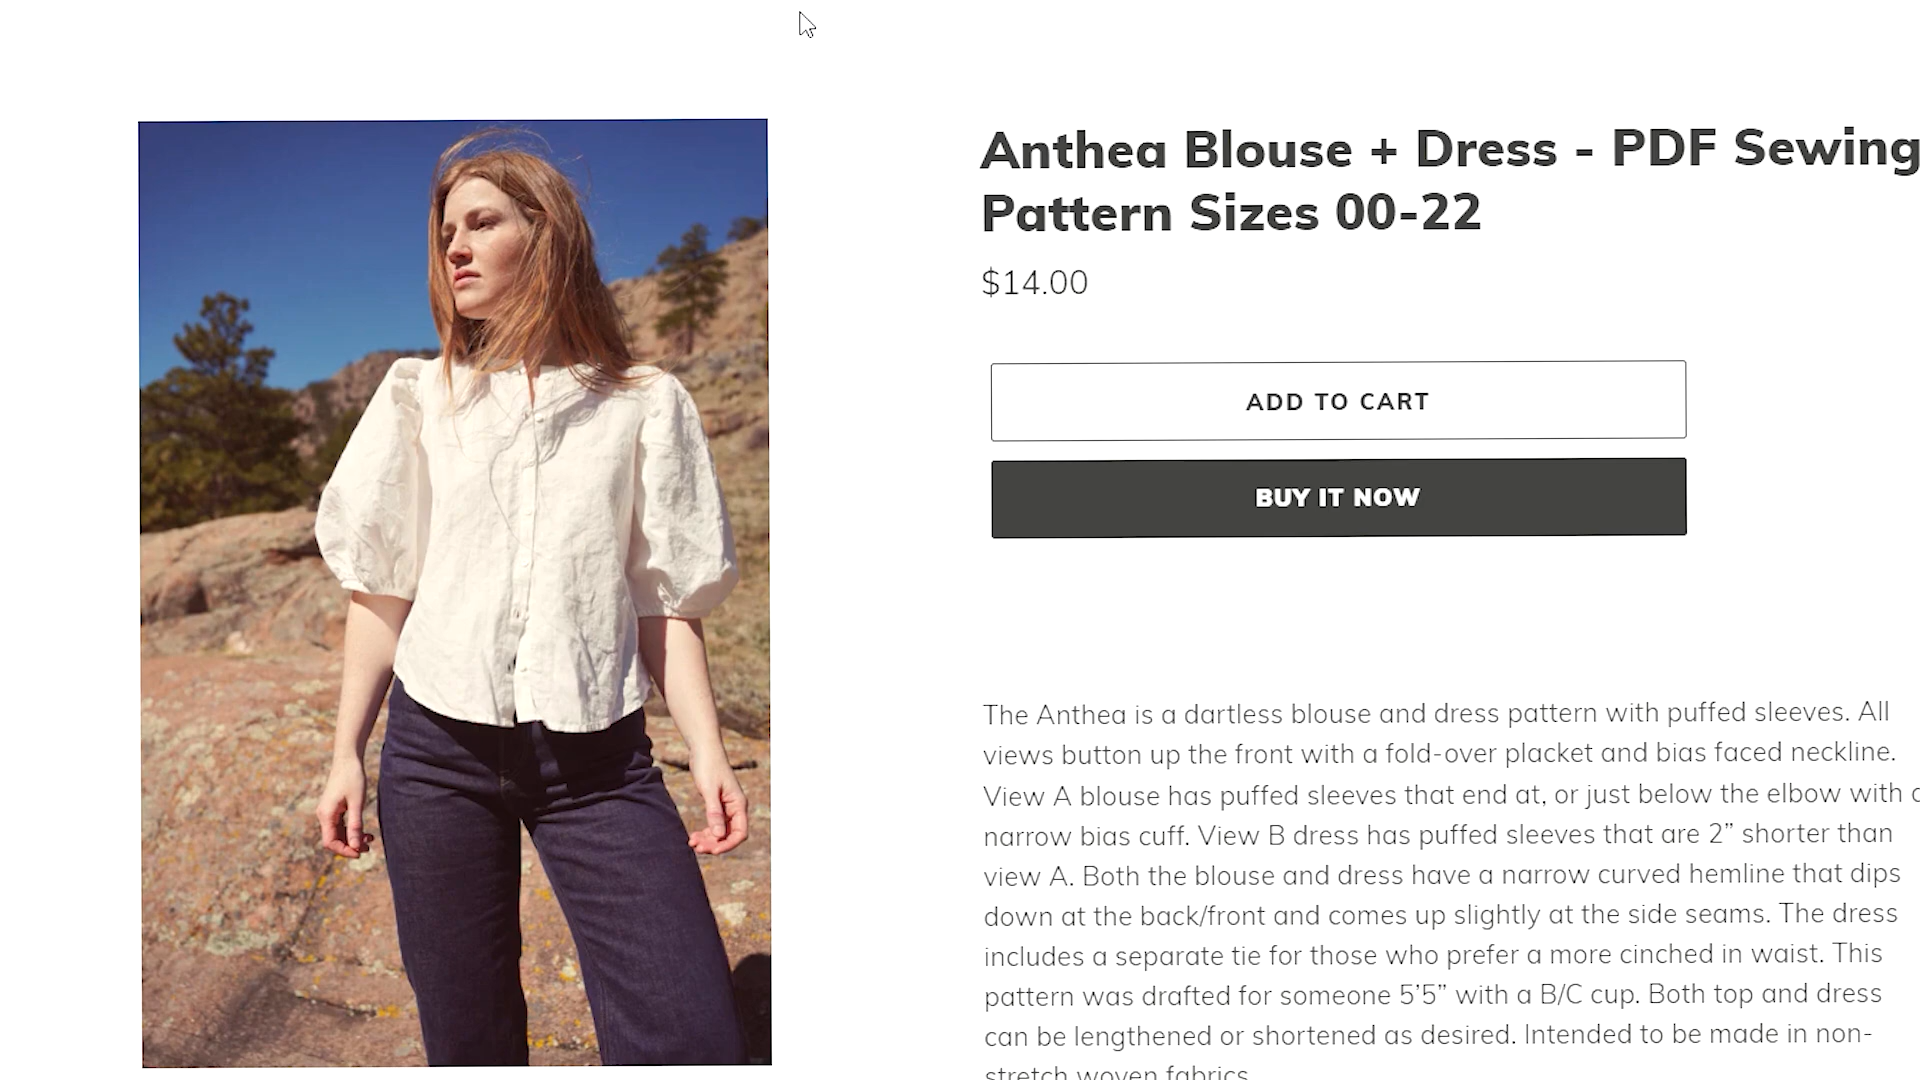 Anthea Blouse + Dress - PDF Sewing
Pattern Sizes 00-22
$14.00
ADD TO CART
BUY IT NOW
The Anthea is a dartless blouse and dress pattern with puffed sleeves. All
views button up the front with a fold-over placket and bias faced neckline.
View A blouse has puffed sleeves that end at, or just below the elbow with a
narrow bias cuff. View B dress has puffed sleeves that are 2” shorter than
view A. Both the blouse and dress have a narrow curved hemline that dips
down at the back/front and comes up slightly at the side seams. The dress
includes a separate tie for those who prefer a more cinched in waist. This
pattern was drafted for someone 5’5” with a B/C cup. Both top and dress
can be lengthened or shortened as desired. Intended to be made in non-
stretch woven fabrics